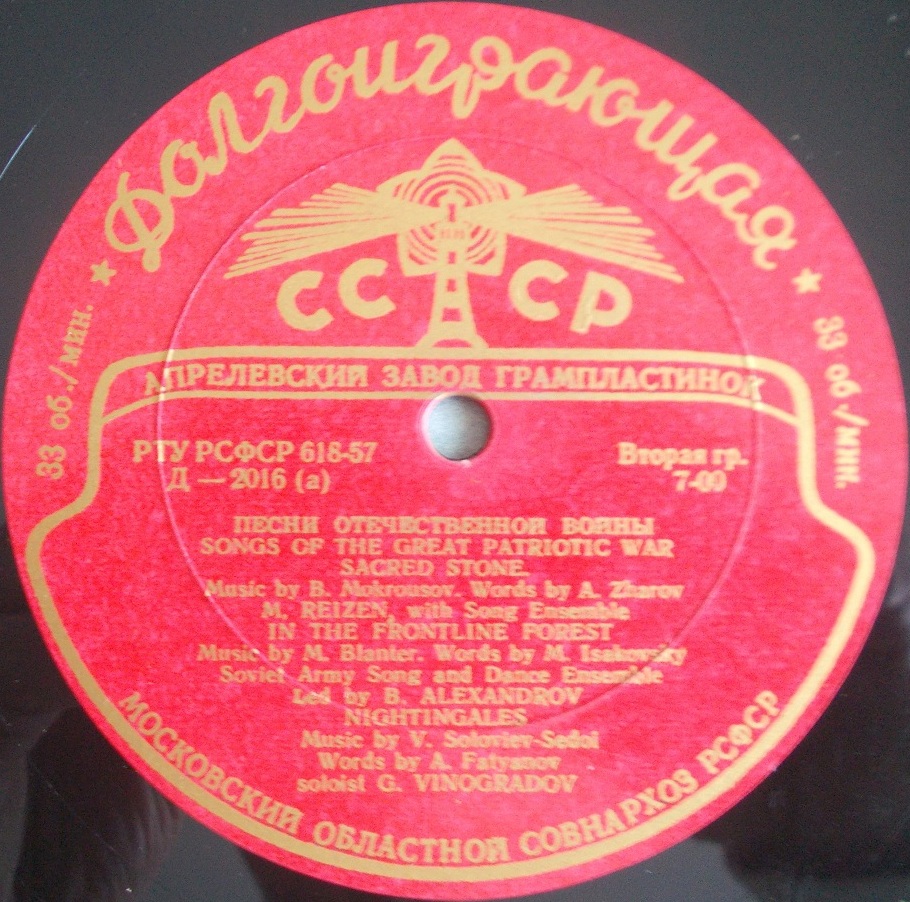 Долгоиграющая
33 об./мин.
33 об./мин.
СССР
АПРЕЛЕВСКИЙ ЗАВОД ГРАМПЛАСТИНОК
РТУ РСФСР 618-57
Вторая гр.
Д — 2016 (а)
7-00
ПЕСНИ ОТЕЧЕСТВЕННОЙ ВОЙНЫ
SONGS OF THE GREAT PATRIOTIC WAR
SACRED STONE
Music by B. Mokrousov. Words by A. Zharov
M, REIZEN, with Song Ensemble
IN THE FRONTLINE FOREST
Music by M. Blanter. Words by M. Isakovsky
Soviet Army Song and Dance Ensemble
Led by B. ALEXANDROV
NIGHTINGALES
Music by V. Soloviev-Sedoi
Words by A. Fatyanov
soloist G. VINOGRADOV
МОСКОВСКИЙ ОБЛАСТНОЙ СОВНАРХОЗ РСФСР